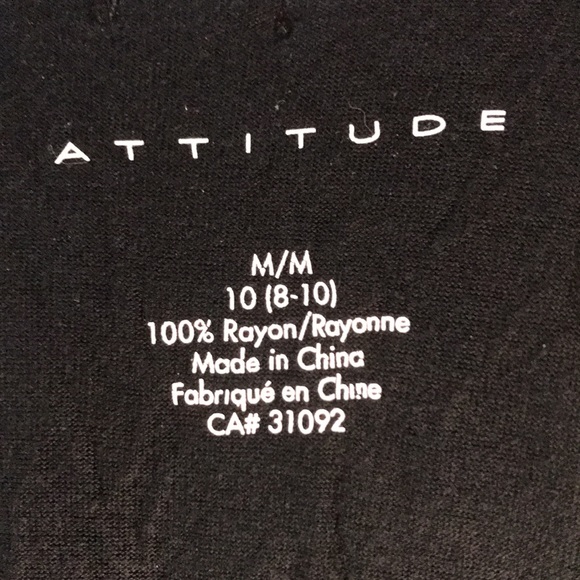 ATTITUDE
M/M
10 (8-10)
100% Rayon/Rayonne
Made in China
Fabriqué en Chine
CA# 31092